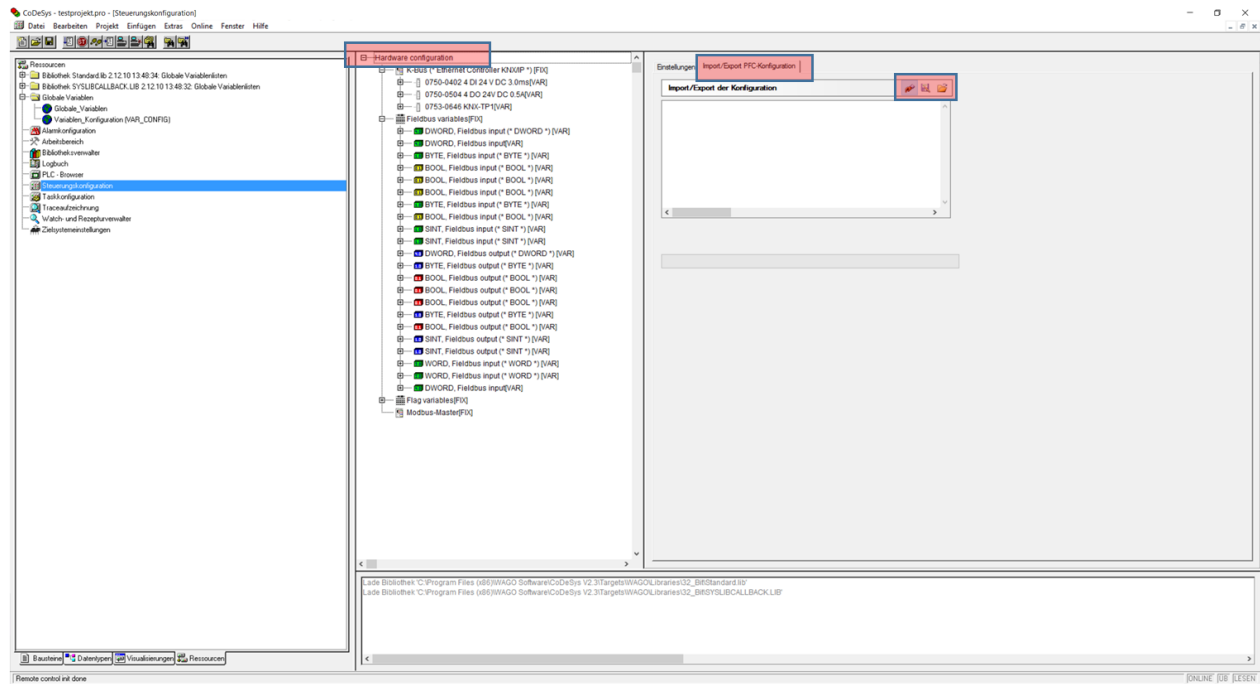 CoDeSys - testprojekt.pro - [Steuerungskonfiguration]
Datei Bearbeiten Projekt Einfügen Extras Online Fenster Hilfe
Ressourcen
Bibliothek Standard.lib 2.12.10 13:48:34: Globale Variablenlisten
Bibliothek SYSLIBCALLBACK.LIB 2.12.10 13:48:32: Globale Variablenlisten
Globale Variablen
Globale_Variablen
Variablen_Konfiguration (VAR_CONFIG)
Alarmkonfiguration
Arbeitsbereich
Bibliotheksverwalter
Logbuch
PLC - Browser
Steuerungskonfiguration
Taskkonfiguration
Traceaufzeichnung
Watch- und Rezepturverwalter
Zielsystemeinstellungen
Bausteine Datentypen Visualisierungen Ressourcen
Hardware configuration
K-Bus (* Ethernet Controller KNX/IP *) [FIX]
0750-0402 4 DI 24 V DC 3.0ms[VAR]
0750-0504 4 DO 24V DC 0.5A[VAR]
0753-0646 KNX-TP1[VAR]
Fieldbus variables[FIX]
DWORD, Fieldbus input (* DWORD *) [VAR]
DWORD, Fieldbus input[VAR]
BYTE, Fieldbus input (* BYTE *) [VAR]
BOOL, Fieldbus input (* BOOL *) [VAR]
BOOL, Fieldbus input (* BOOL *) [VAR]
BOOL, Fieldbus input (* BOOL *) [VAR]
BYTE, Fieldbus input (* BYTE *) [VAR]
BOOL, Fieldbus input (* BOOL *) [VAR]
SINT, Fieldbus input (* SINT *) [VAR]
SINT, Fieldbus input (* SINT *) [VAR]
DWORD, Fieldbus output (* DWORD *) [VAR]
BYTE, Fieldbus output (* BYTE *) [VAR]
BOOL, Fieldbus output (* BOOL *) [VAR]
BOOL, Fieldbus output (* BOOL *) [VAR]
BOOL, Fieldbus output (* BOOL *) [VAR]
BYTE, Fieldbus output (* BYTE *) [VAR]
BOOL, Fieldbus output (* BOOL *) [VAR]
SINT, Fieldbus output (* SINT *) [VAR]
SINT, Fieldbus output (* SINT *) [VAR]
WORD, Fieldbus input (* WORD *) [VAR]
WORD, Fieldbus input (* WORD *) [VAR]
DWORD, Fieldbus input[VAR]
Flag variables[FIX]
Modbus-Master[FIX]
Einstellungen Import/Export PFC-Konfiguration
Import/Export der Konfiguration
Lade Bibliothek 'C:\Program Files (x86)\WAGO Software\CoDeSys V2.3\Targets\WAGO\Libraries\32_Bit\Standard.lib'
Lade Bibliothek 'C:\Program Files (x86)\WAGO Software\CoDeSys V2.3\Targets\WAGO\Libraries\32_Bit\SYSLIBCALLBACK.LIB'
Remote control init done
ONLINE ÜB LESEN